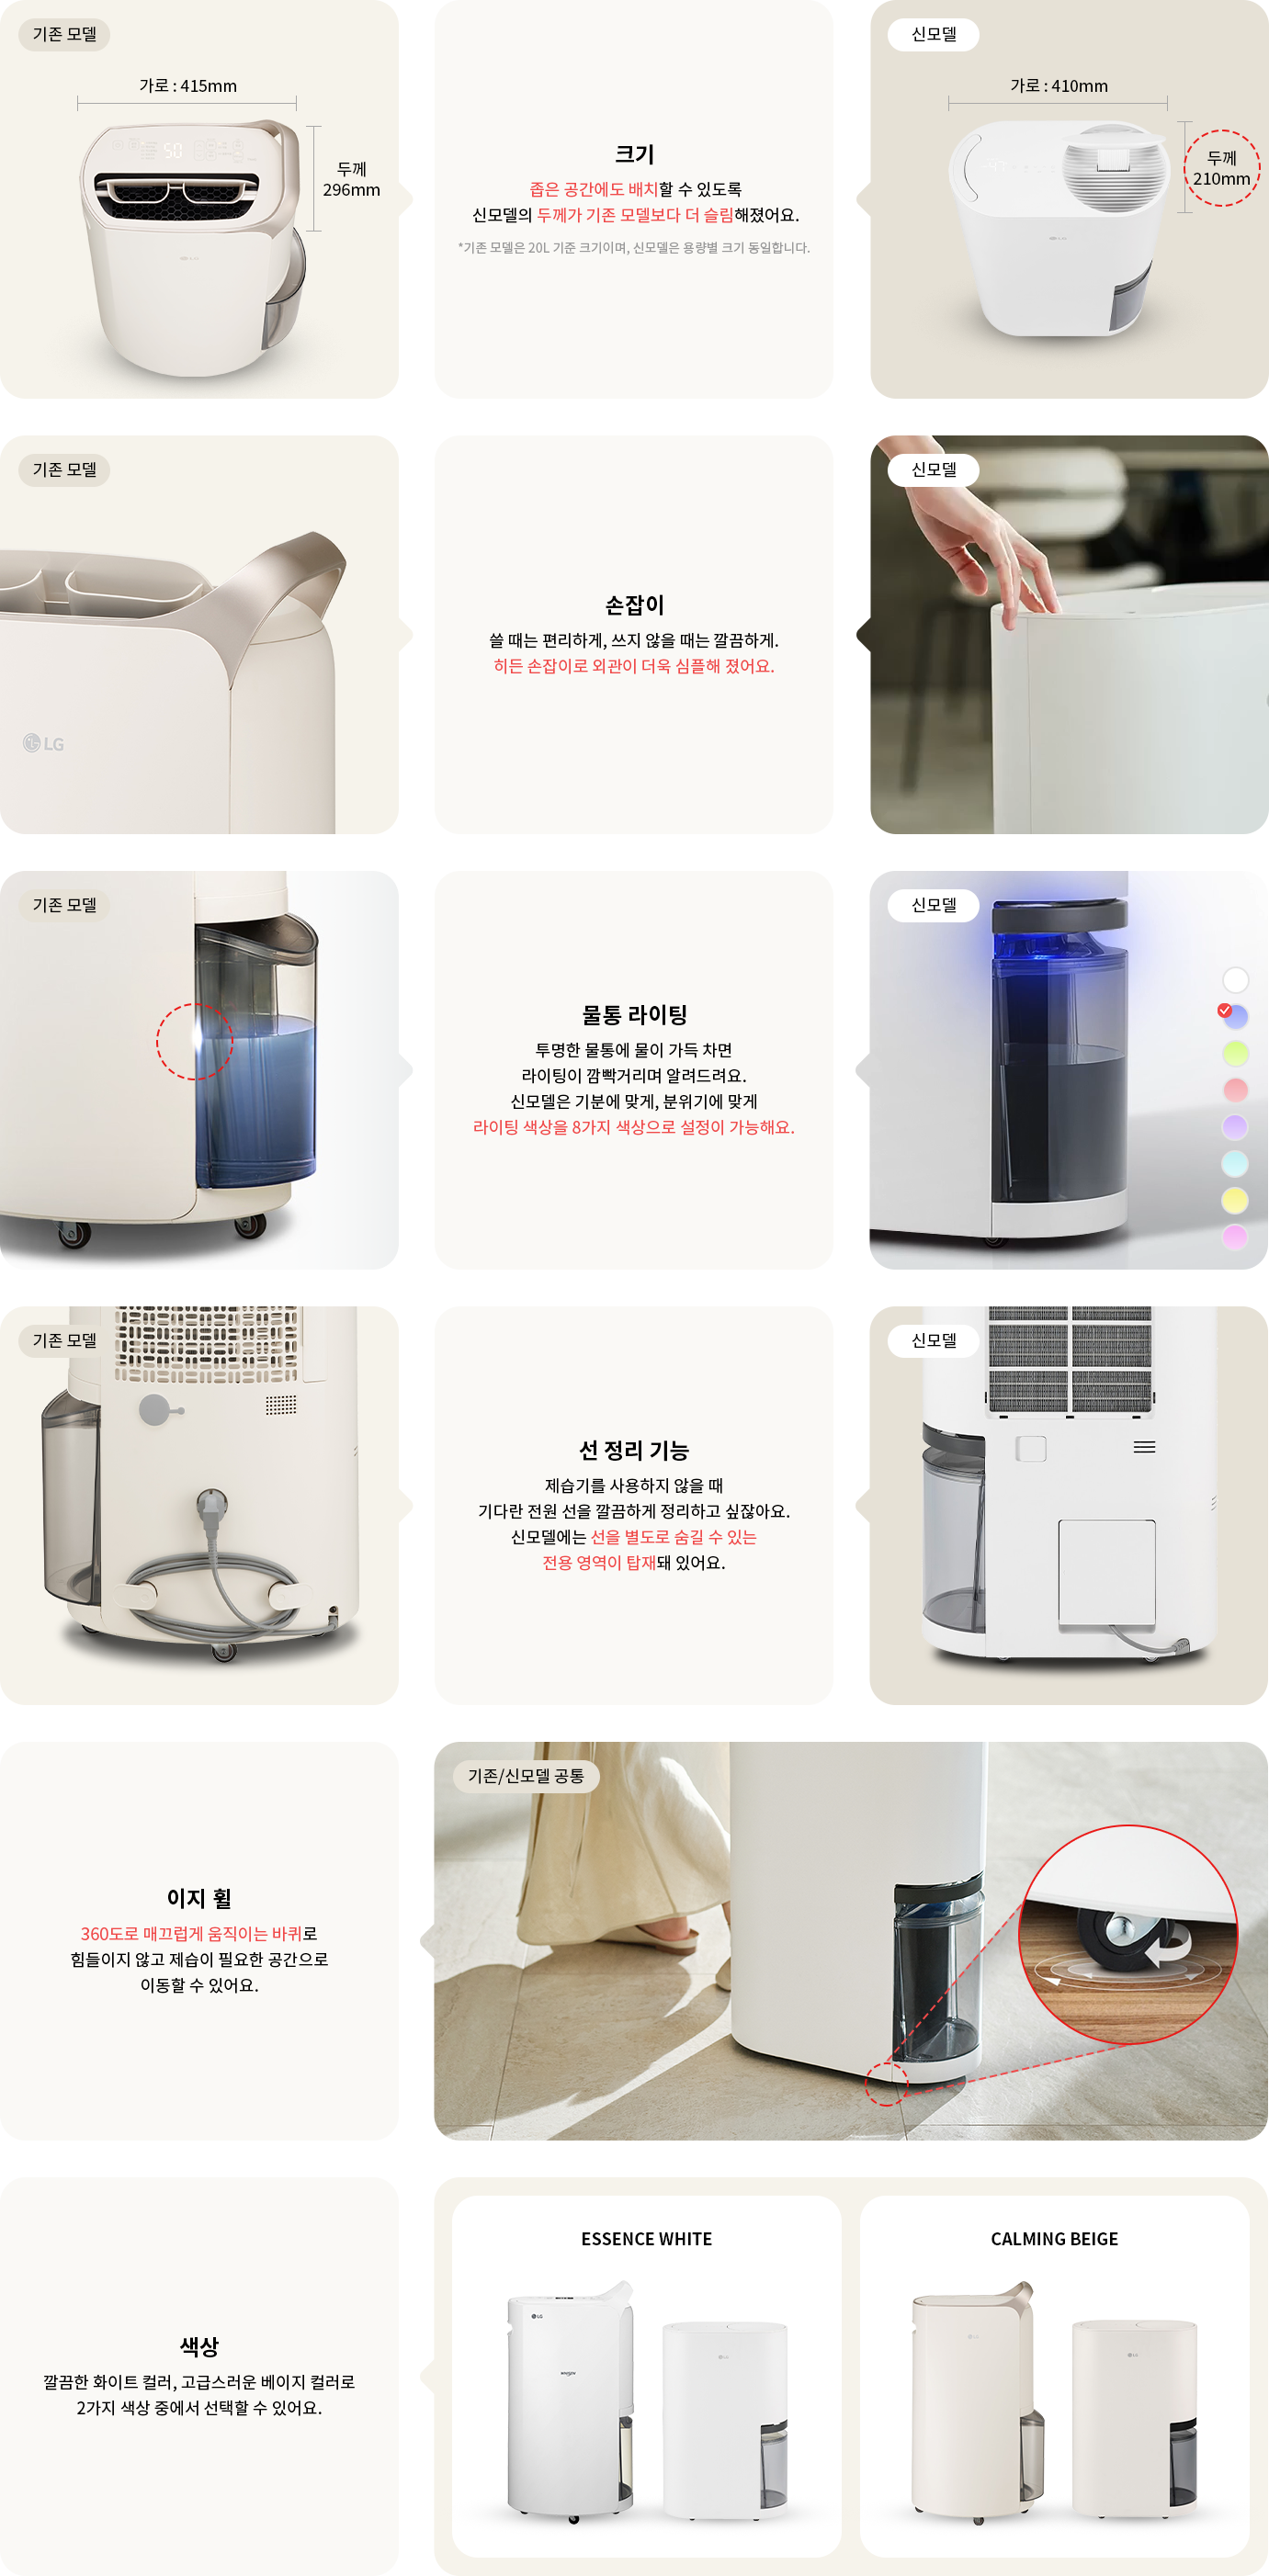 기존 모델
가로 : 415mm
두께
296mm
크기
좁은 공간에도 배치할 수 있도록
신모델의 두께가 기존 모델보다 더 슬림해졌어요.
*기존 모델은 20L 기준 크기이며, 신모델은 용량별 크기 동일합니다.
신모델
가로 : 410mm
두께
210mm
기존 모델
LG
손잡이
쓸 때는 편리하게, 쓰지 않을 때는 깔끔하게.
히든 손잡이로 외관이 더욱 심플해 졌어요.
신모델
기존 모델
물통 라이팅
투명한 물통에 물이 가득 차면
라이팅이 깜빡거리며 알려드려요.
신모델은 기분에 맞게, 분위기에 맞게
라이팅 색상을 8가지 색상으로 설정이 가능해요.
신모델
기존 모델
선 정리 기능
제습기를 사용하지 않을 때
기다란 전원 선을 깔끔하게 정리하고 싶잖아요.
신모델에는 선을 별도로 숨길 수 있는
전용 영역이 탑재돼 있어요.
신모델
이지 휠
360도로 매끄럽게 움직이는 바퀴로
힘들이지 않고 제습이 필요한 공간으로
이동할 수 있어요.
기존/신모델 공통
색상
깔끔한 화이트 컬러, 고급스러운 베이지 컬러로
2가지 색상 중에서 선택할 수 있어요.
ESSENCE WHITE
LG
LG
CALMING BEIGE
LG
LG